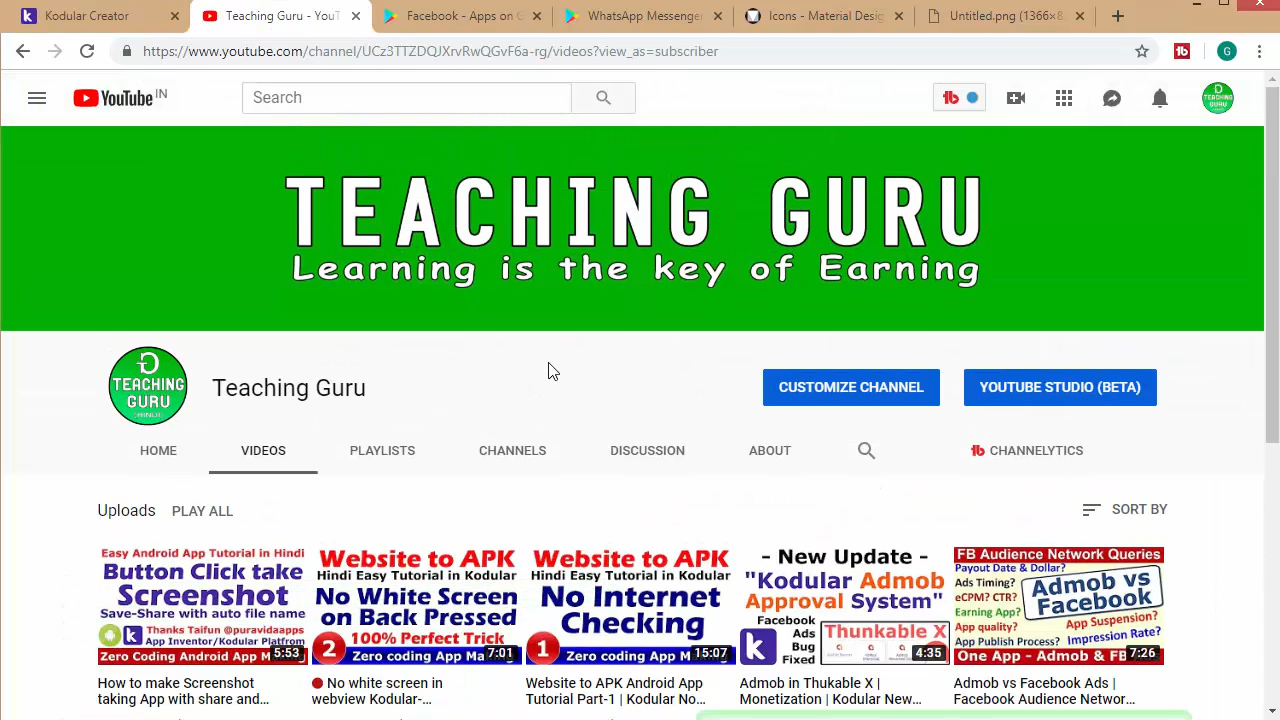 Kodular Creator
Teaching Guru - You
Facebook - Apps on G
WhatsApp Messenge
Icons - Material Desig
Untitled.png (1366×8
https://www.youtube.com/channel/UCz3TTZDQJXrvRwQGvF6a-rg/videos?view_as=subscriber
G
YouTube IN
Search
TEACHING GURU
Learning is the key of Earning
TEACHING
GURU
Teaching Guru
CUSTOMIZE CHANNEL
YOUTUBE STUDIO (BETA)
HOME
VIDEOS
PLAYLISTS
CHANNELS
DISCUSSION
ABOUT
CHANNELYTICS
Uploads
PLAY ALL
SORT BY
Easy Android App Tutorial in Hindi
Button Click take
Screenshot
Save-Share with auto file name
Thanks Taifun @puravidaapps
App Inventor/Kodular Platfrom
Zero coding Android App M
5:53
How to make Screenshot
taking App with share and...
Website to APK
Hindi Easy Tutorial in Kodular
No White Screen
on Back Pressed
2
100% Perfect Trick
Zero coding App Ma
7:01
No white screen in
webview Kodular-...
Website to APK
Hindi Easy Tutorial in Kodular
No Internet
Checking
1
Zero coding App M
15:07
Website to APK Android App
Tutorial Part-1 | Kodular No...
- New Update -
"Kodular Admob
Approval System"
Facebook
Ads
Bug
Fixed
Thunkable X
4:35
Admob in Thukable X |
Monetization | Kodular New...
FB Audience Network Queries
Payout Date & Dollar?
Ads Timing?
eCPM? CTR?
Earning App?
Admob vs
Facebook
App Suspension?
App quality?
App Publish Process?
Impression Rate?
One App - Admob & FB
7:26
Admob vs Facebook Ads |
Facebook Audience Networ...